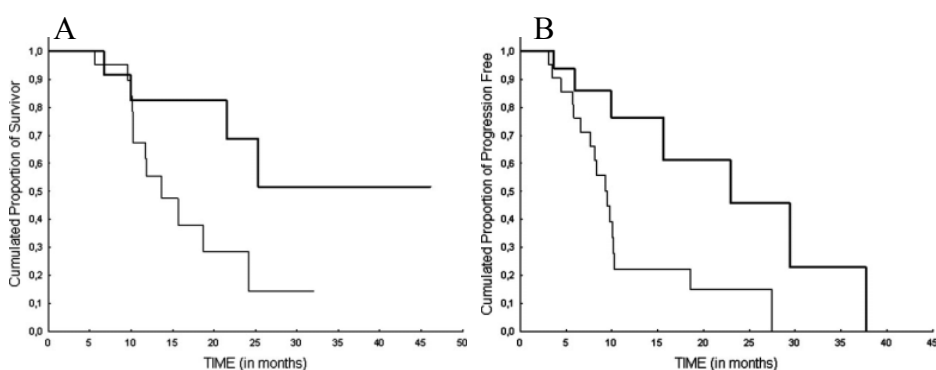 A
Cumulated Proportion of Survivor
1,0
0,9
0,8
0,7
0,6
0,5
0,4
0,3
0,2
0,1
0,0
0 5 10 15 20 25 30 35 40 45 50
TIME (in months)
B
Cumulated Proportion of Progression Free
1,0
0,9
0,8
0,7
0,6
0,5
0,4
0,3
0,2
0,1
0,0
0 5 10 15 20 25 30 35 40 45
TIME (in months)